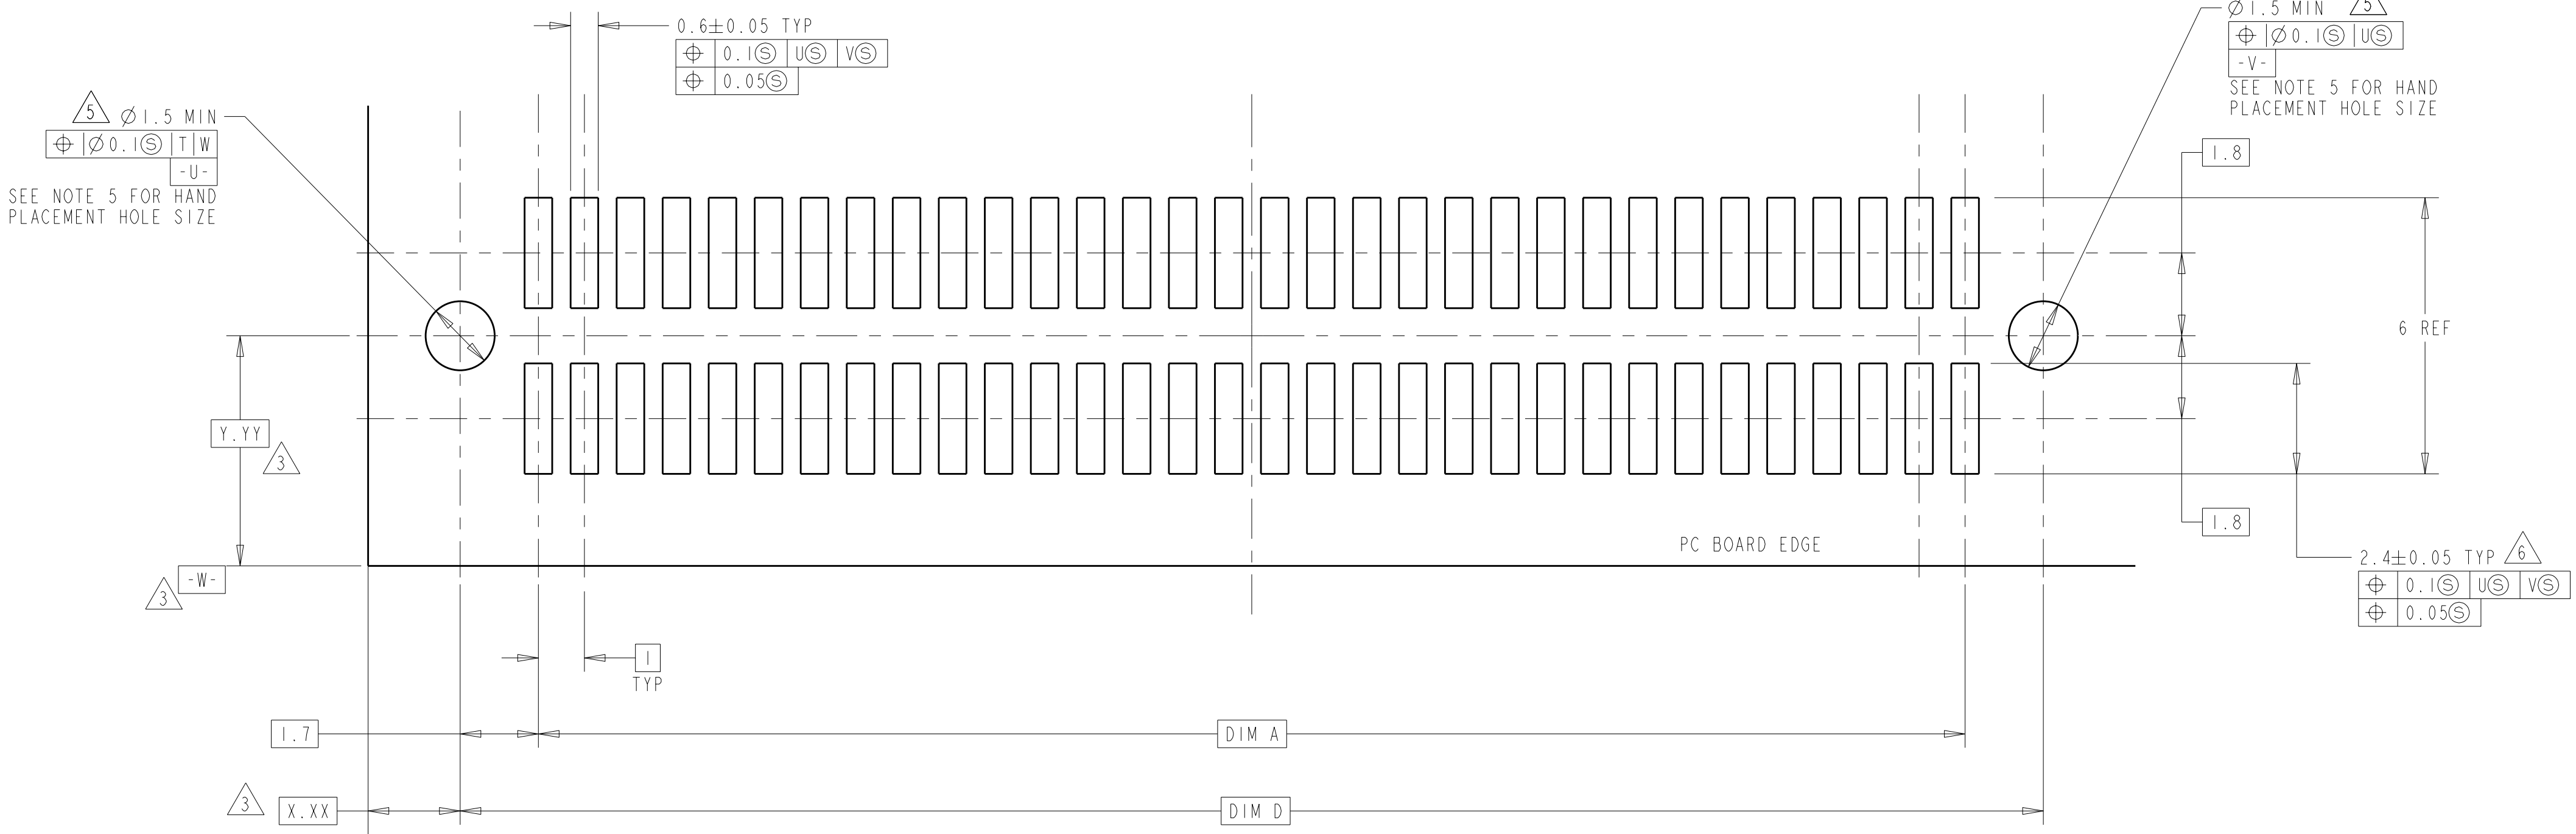 0.6±0.05 TYP
⌖ 0.1Ⓢ UⓈ VⓈ
⌖ 0.05Ⓢ
Ø1.5 MIN 5
⌖ Ø0.1Ⓢ UⓈ
-V-
SEE NOTE 5 FOR HAND
PLACEMENT HOLE SIZE
5 Ø1.5 MIN
⌖ Ø0.1Ⓢ T W
-U-
SEE NOTE 5 FOR HAND
PLACEMENT HOLE SIZE
1.8
6 REF
Y.YY
3
1.8
PC BOARD EDGE
2.4±0.05 TYP 6
⌖ 0.1Ⓢ UⓈ VⓈ
⌖ 0.05Ⓢ
-W-
3
1
TYP
1.7
DIM A
3
X.XX
DIM D